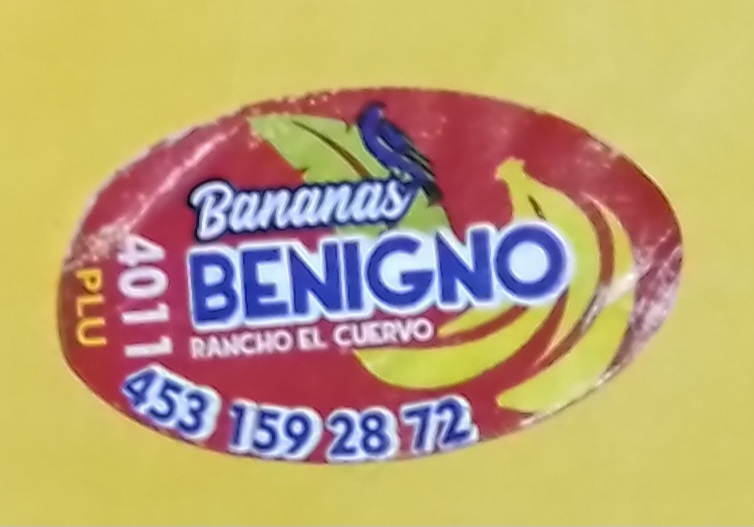 Bananas
BENIGNO
RANCHO EL CUERVO
4011
PLU
453 159 28 72